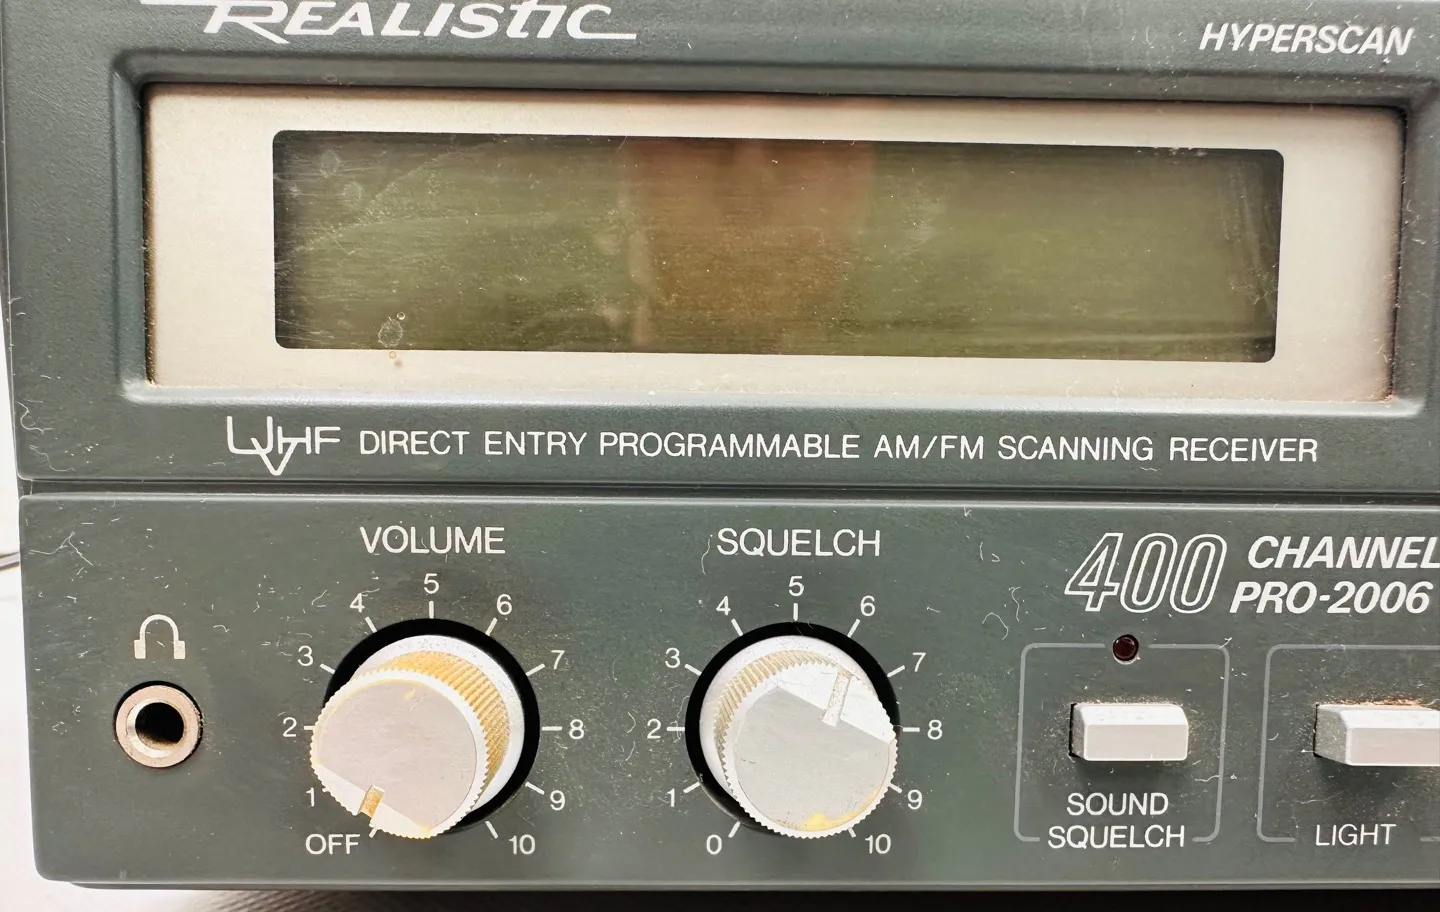 REALISTIC
HYPERSCAN
UVHF DIRECT ENTRY PROGRAMMABLE AM/FM SCANNING RECEIVER
VOLUME
OFF 1 2 3 4 5 6 7 8 9 10
SQUELCH
0 1 2 3 4 5 6 7 8 9 10
400 CHANNEL
PRO-2006
SOUND
SQUELCH
LIGHT